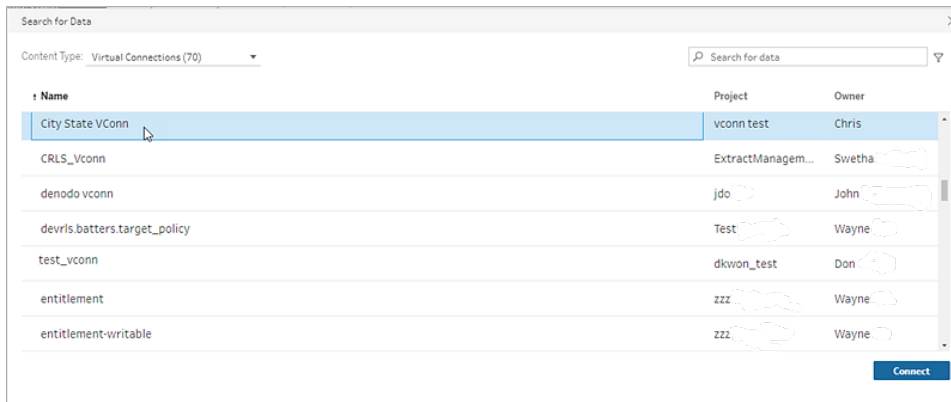 Search for Data
Content Type: Virtual Connections (70)
Search for data
↑ Name Project Owner
City State VConn vconn test Chris
CRLS_Vconn ExtractManagem... Swetha
denodo vconn jdo John
devrls.batters.target_policy Test Wayne
test_vconn dkwon_test Don
entitlement zzz Wayne
entitlement-writable zzz Wayne
Connect